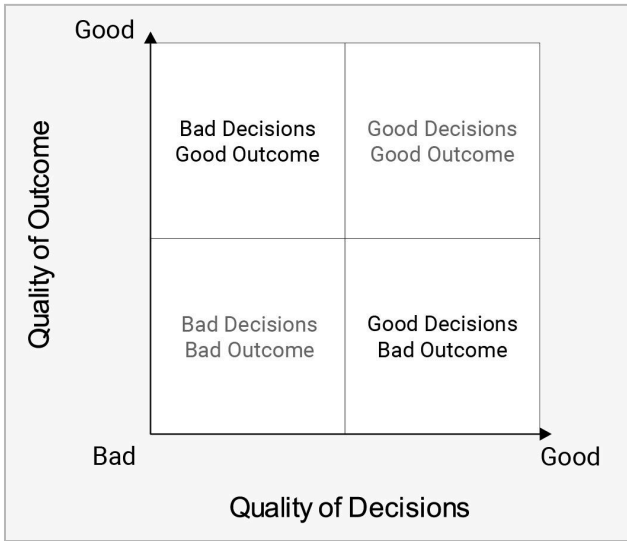 Good
Quality of Outcome
Bad Decisions
Good Outcome
Good Decisions
Good Outcome
Bad Decisions
Bad Outcome
Good Decisions
Bad Outcome
Bad
Good
Quality of Decisions